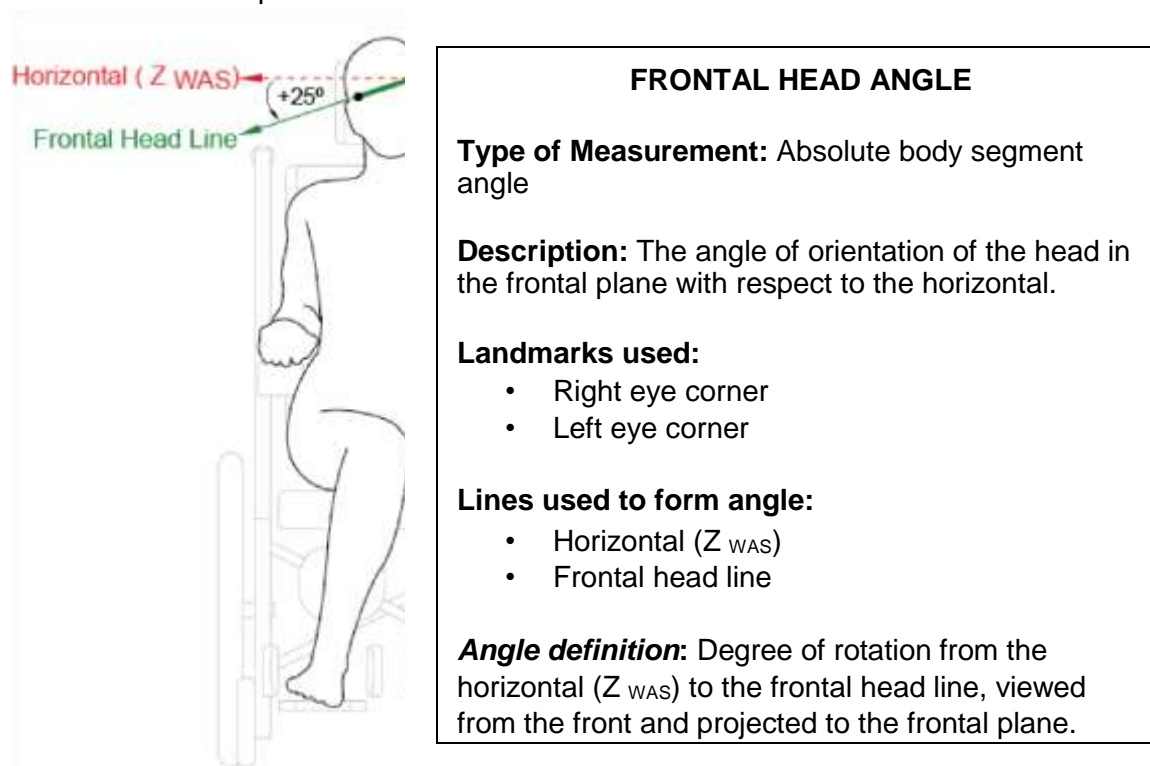 Horizontal ( Z WAS)
+25º
Frontal Head Line
FRONTAL HEAD ANGLE
Type of Measurement: Absolute body segment
angle
Description: The angle of orientation of the head in
the frontal plane with respect to the horizontal.
Landmarks used:
• Right eye corner
• Left eye corner
Lines used to form angle:
• Horizontal (Z WAS)
• Frontal head line
Angle definition: Degree of rotation from the
horizontal (Z WAS) to the frontal head line, viewed
from the front and projected to the frontal plane.